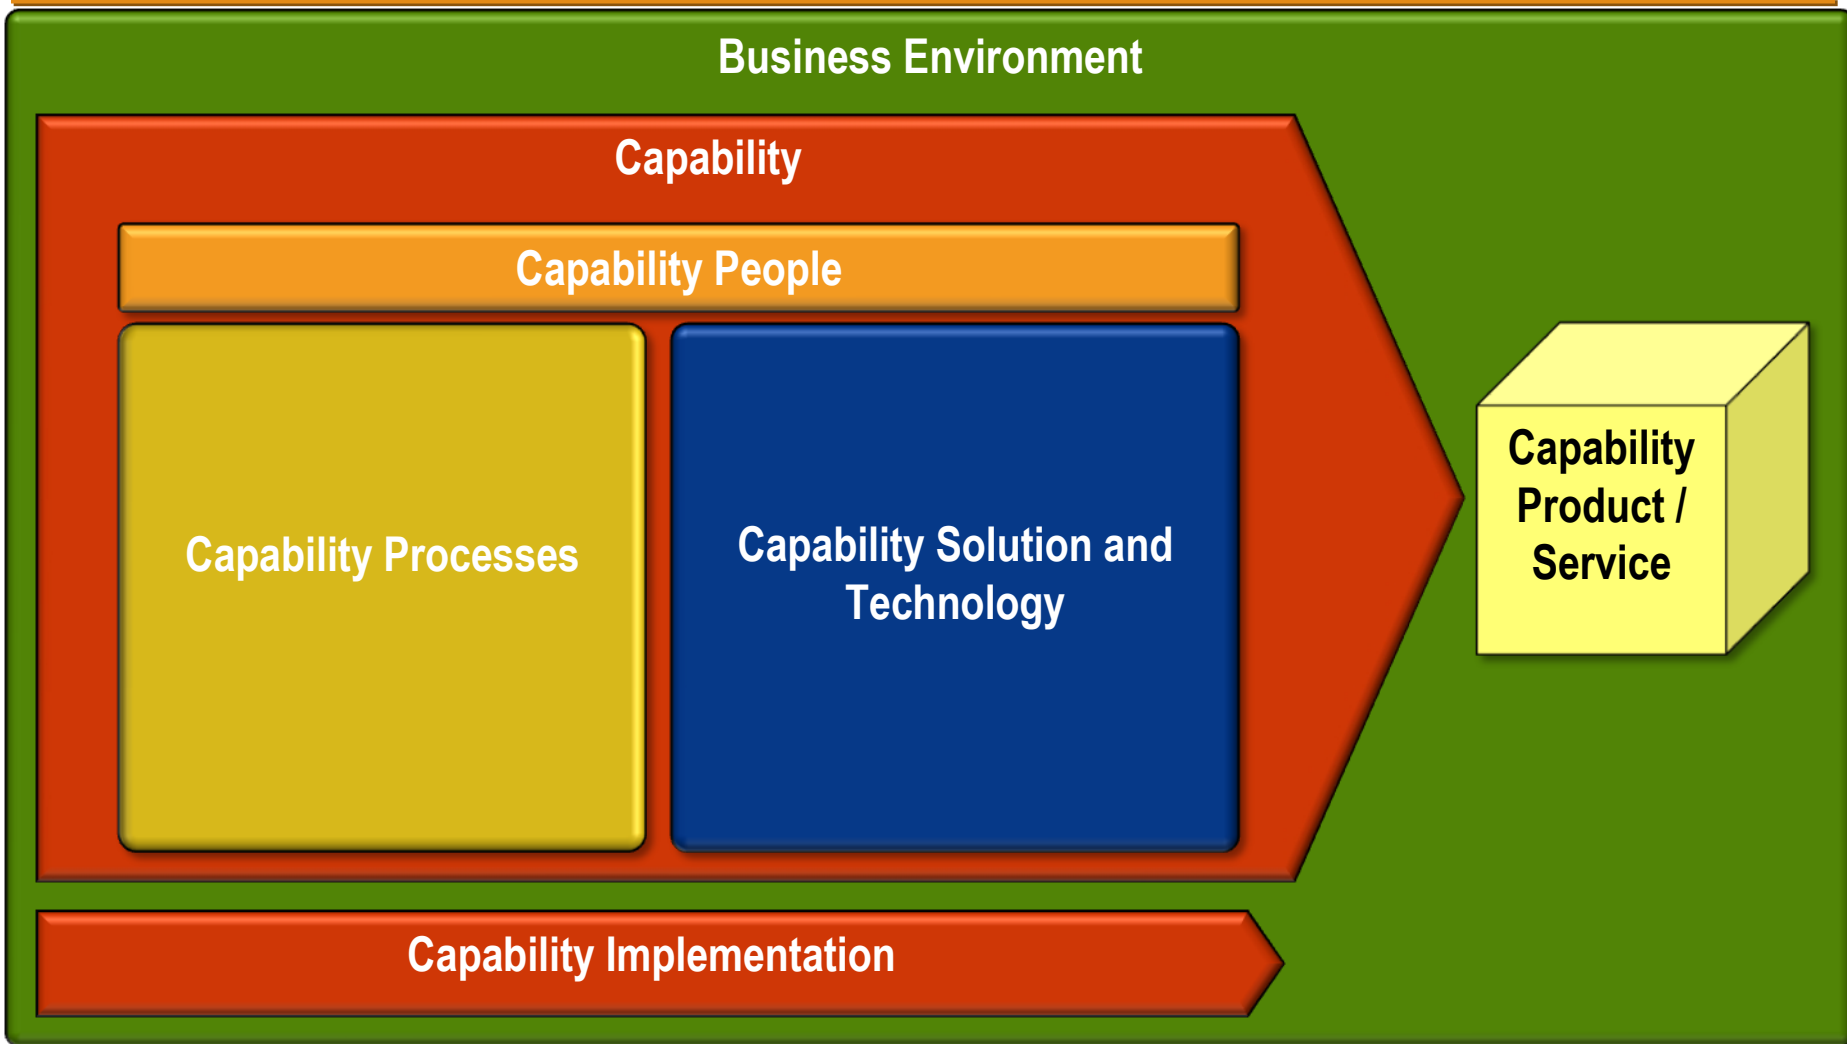 Business Environment
Capability
Capability People
Capability Processes
Capability Solution and
Technology
Capability
Product /
Service
Capability Implementation